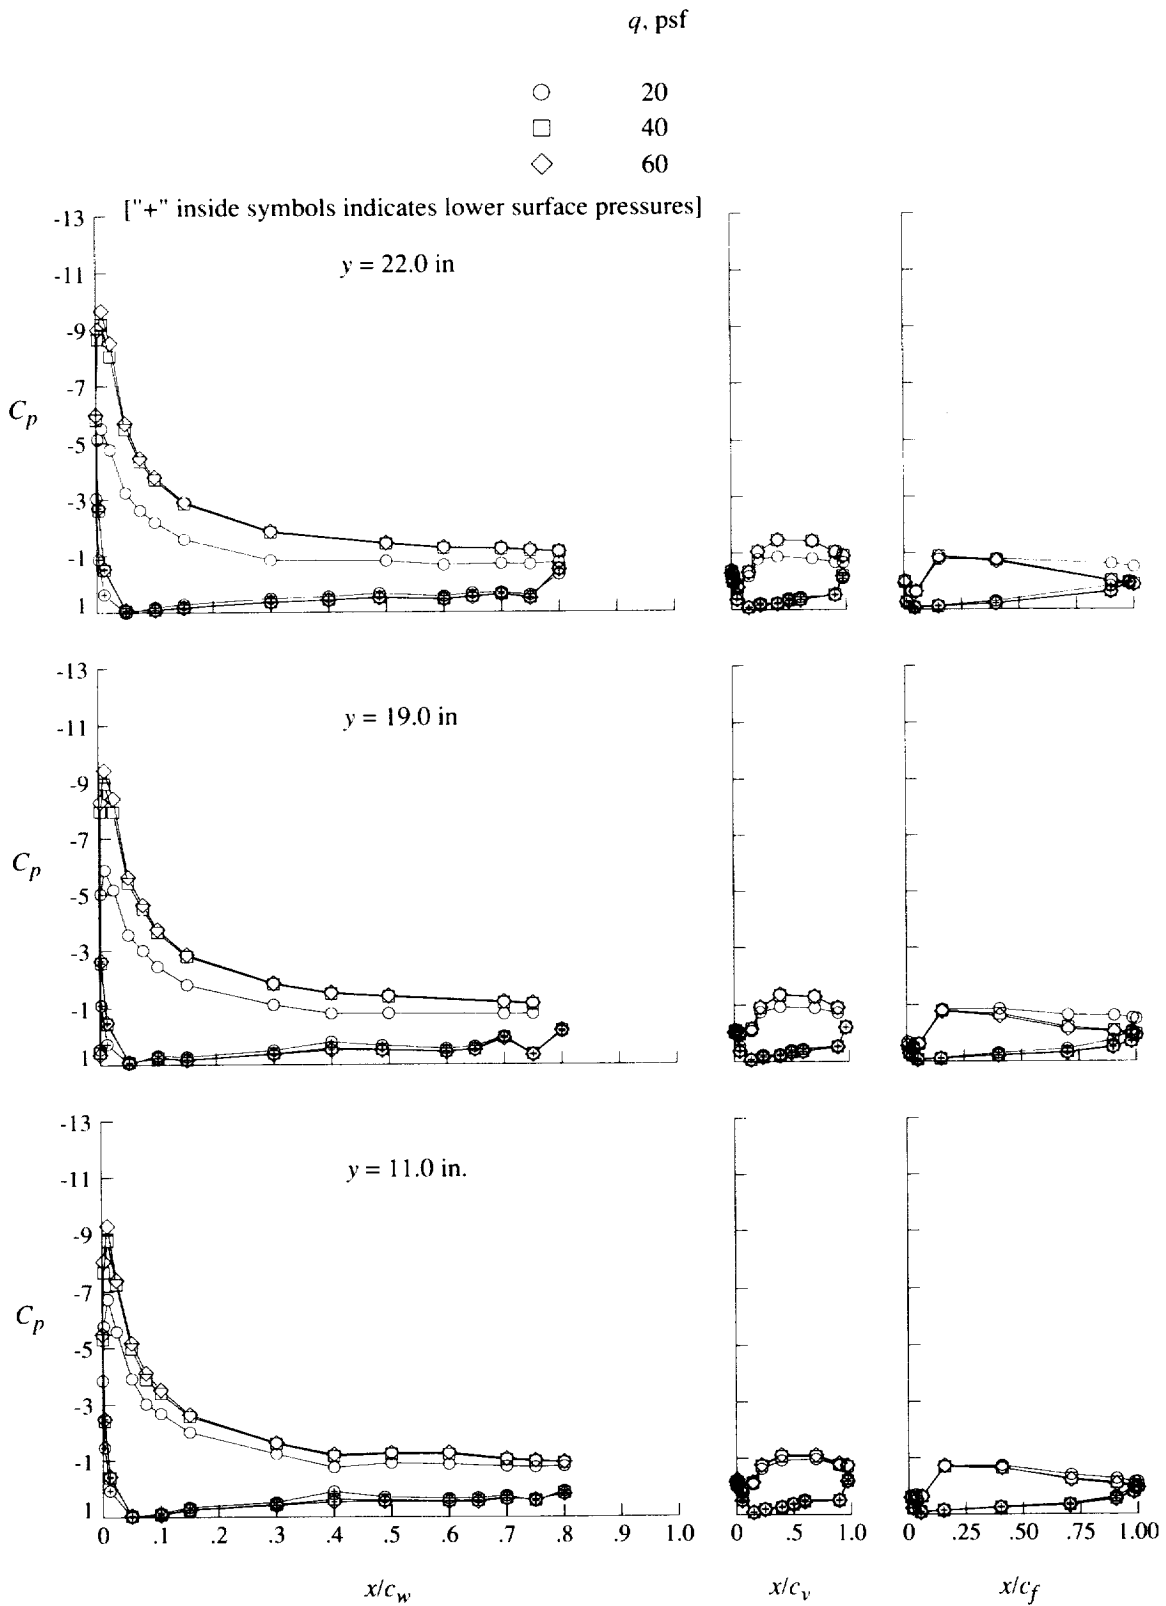 q, psf
20
40
60
["+" inside symbols indicates lower surface pressures]
y = 22.0 in
-13
-11
-9
-7
-5
-3
-1
1
C_p
y = 19.0 in
-13
-11
-9
-7
-5
-3
-1
1
C_p
y = 11.0 in.
-13
-11
-9
-7
-5
-3
-1
1
C_p
0 .1 .2 .3 .4 .5 .6 .7 .8 .9 1.0
0 .5 1.0
0 .25 .50 .75 1.00
x/c_w
x/c_v
x/c_f